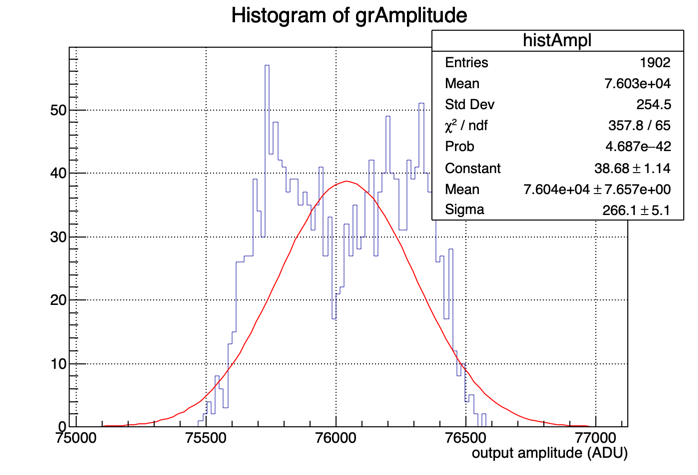 Histogram of grAmplitude
histAmpl
Entries 1902
Mean 7.603e+04
Std Dev 254.5
χ² / ndf 357.8 / 65
Prob 4.687e−42
Constant 38.68 ± 1.14
Mean 7.604e+04 ± 7.657e+00
Sigma 266.1 ± 5.1
50
40
30
20
10
0
75000 75500 76000 76500 77000
output amplitude (ADU)